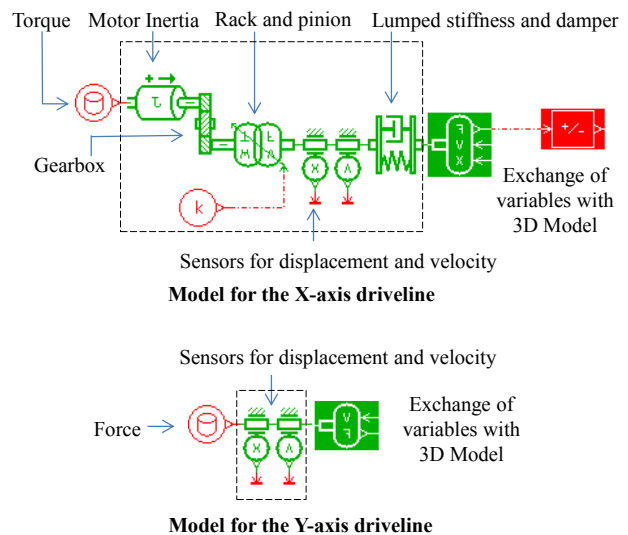 Torque Motor Inertia Rack and pinion Lumped stiffness and damper
Gearbox
k
+/-
F
V
X
X
V
Exchange of
variables with
3D Model
Sensors for displacement and velocity
Model for the X-axis driveline
Sensors for displacement and velocity
Force
X
V
V
F
Exchange of
variables with
3D Model
Model for the Y-axis driveline